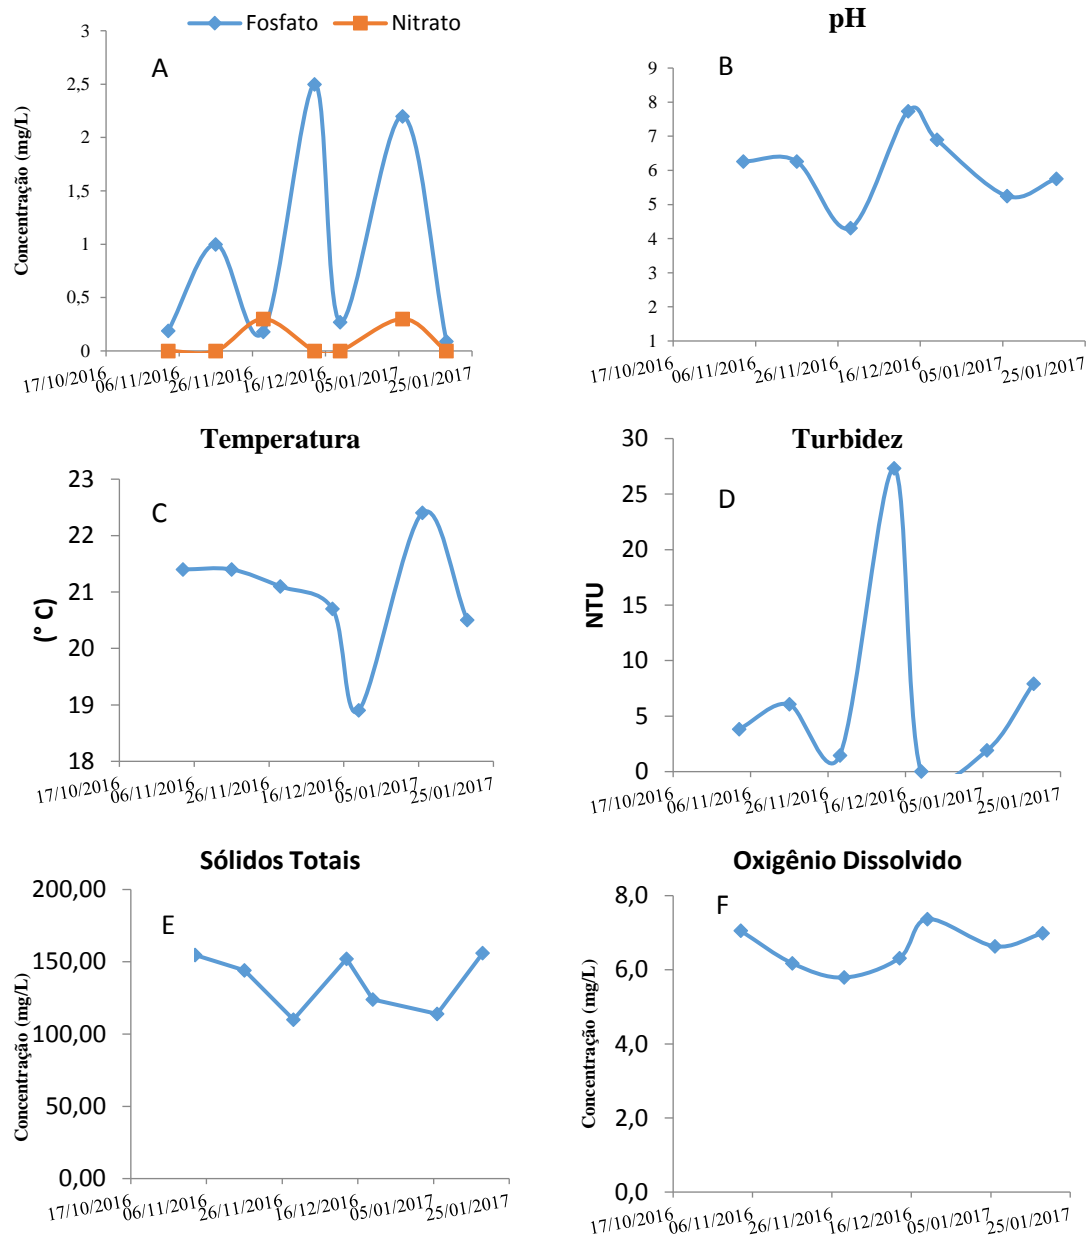 Fosfato Nitrato
A
Concentração (mg/L)
3
2,5
2
1,5
1
0,5
0
17/10/2016 06/11/2016 26/11/2016 16/12/2016 05/01/2017 25/01/2017
pH
B
9
8
7
6
5
4
3
2
1
17/10/2016 06/11/2016 26/11/2016 16/12/2016 05/01/2017 25/01/2017
Temperatura
C
(° C)
23
22
21
20
19
18
17/10/2016 06/11/2016 26/11/2016 16/12/2016 05/01/2017 25/01/2017
Turbidez
D
NTU
30
25
20
15
10
5
0
17/10/2016 06/11/2016 26/11/2016 16/12/2016 05/01/2017 25/01/2017
Sólidos Totais
E
Concentração (mg/L)
200,00
150,00
100,00
50,00
0,00
17/10/2016 06/11/2016 26/11/2016 16/12/2016 05/01/2017 25/01/2017
Oxigênio Dissolvido
F
Concentração (mg/L)
8,0
6,0
4,0
2,0
0,0
17/10/2016 06/11/2016 26/11/2016 16/12/2016 05/01/2017 25/01/2017